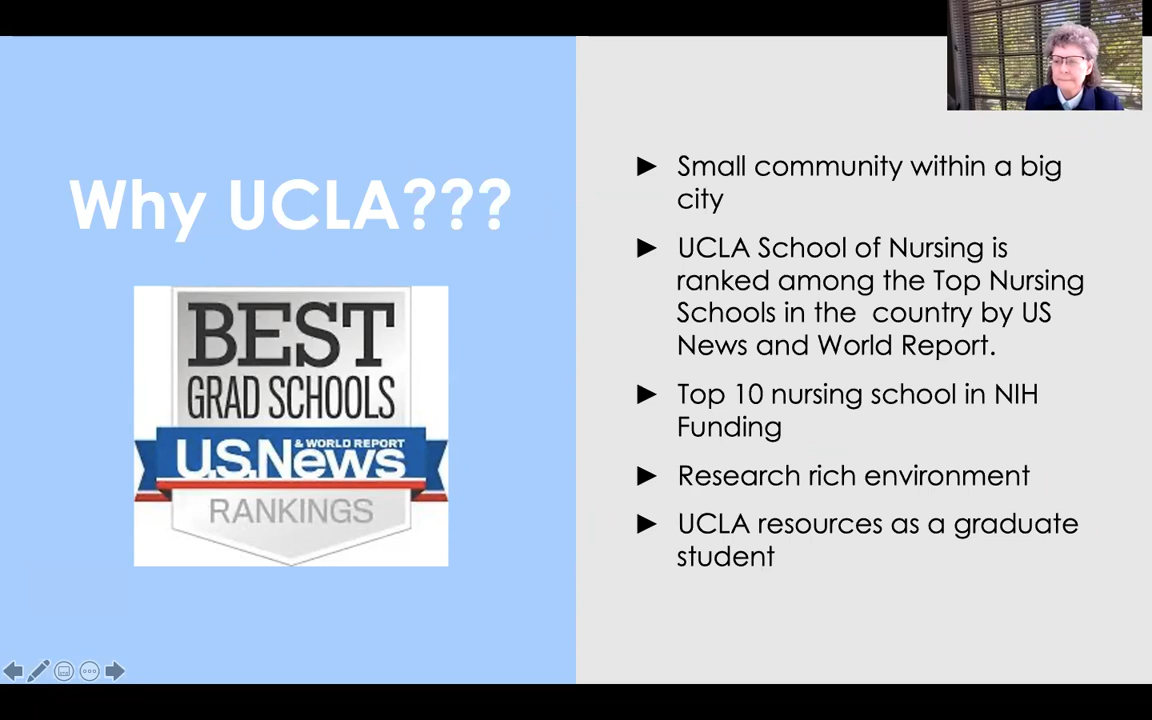 Why UCLA???
BEST
GRAD SCHOOLS
U.S.News & WORLD REPORT
RANKINGS
► Small community within a big
city
► UCLA School of Nursing is
ranked among the Top Nursing
Schools in the  country by US
News and World Report.
► Top 10 nursing school in NIH
Funding
► Research rich environment
► UCLA resources as a graduate
student